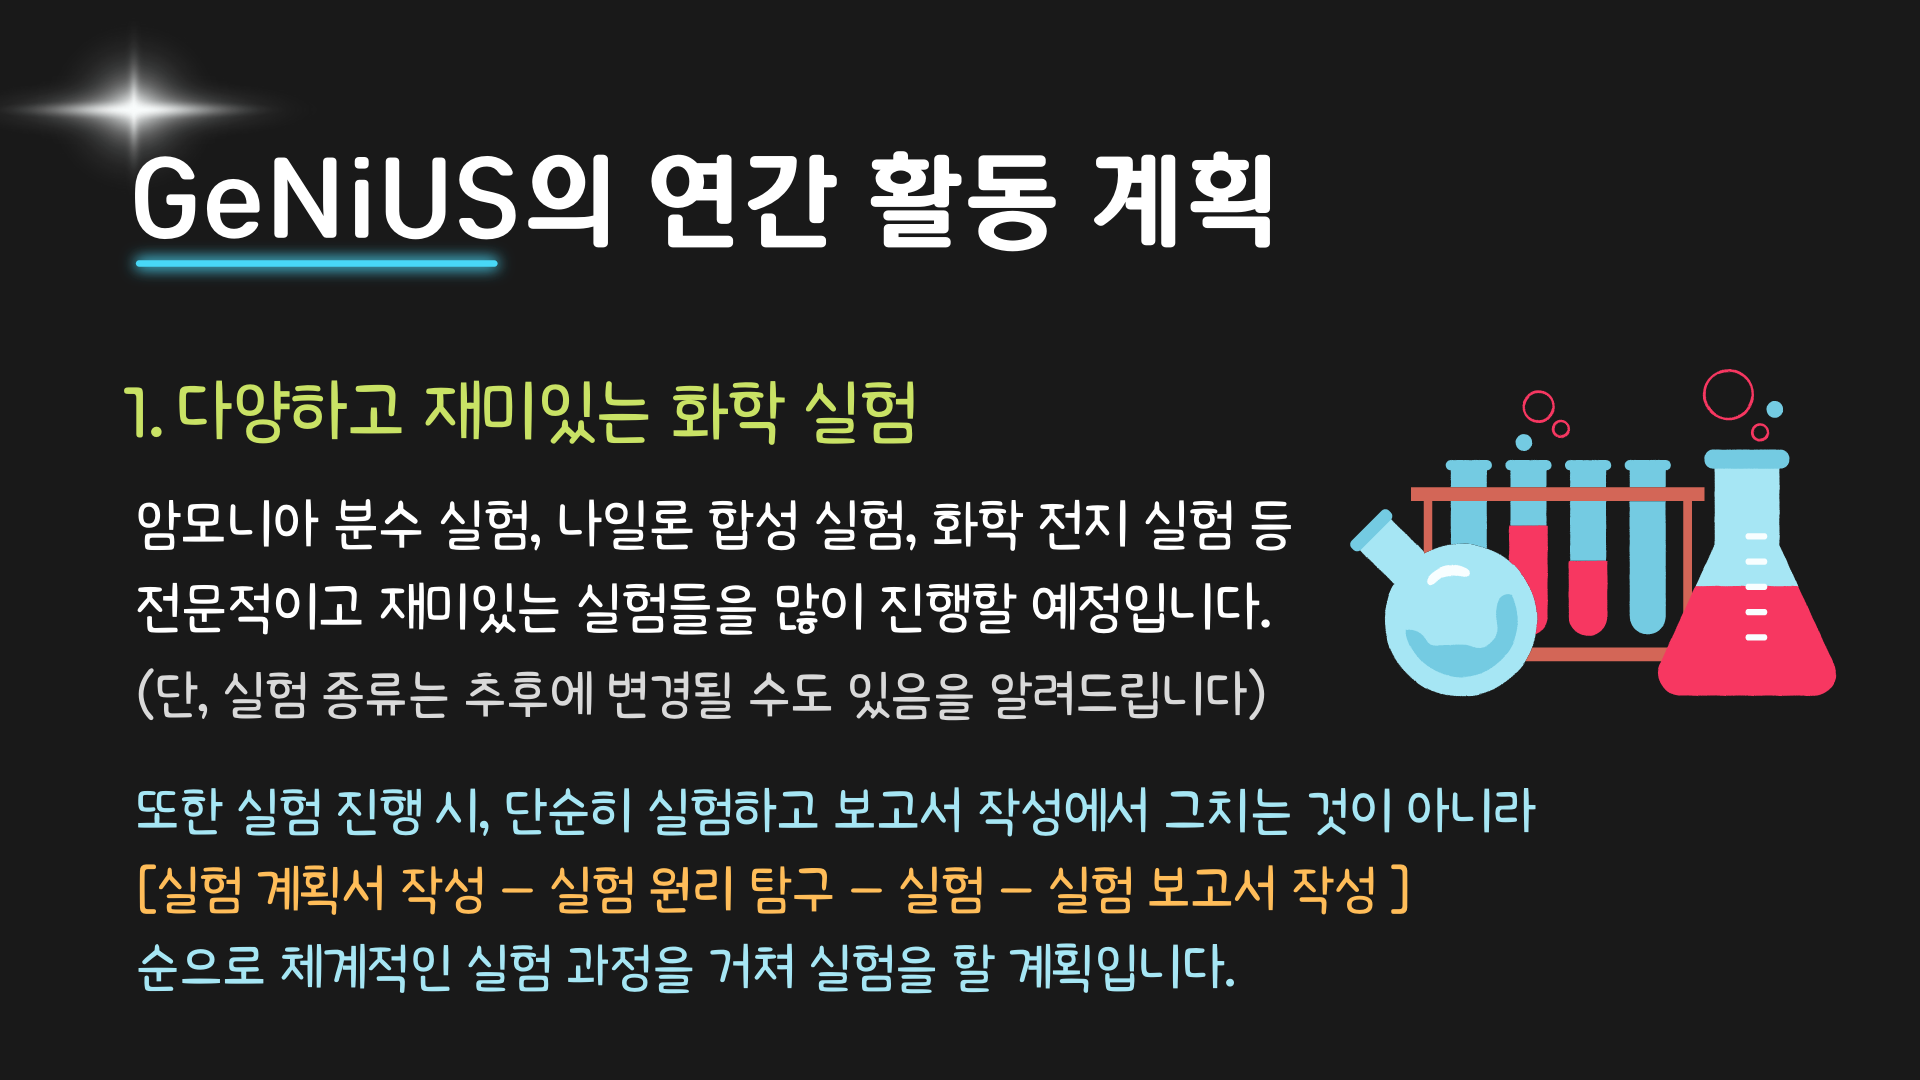 GeNiUS의 연간 활동 계획
1. 다양하고 재미있는 화학 실험
암모니아 분수 실험, 나일론 합성 실험, 화학 전지 실험 등
전문적이고 재미있는 실험들을 많이 진행할 예정입니다.
(단, 실험 종류는 추후에 변경될 수도 있음을 알려드립니다)
또한 실험 진행 시, 단순히 실험하고 보고서 작성에서 그치는 것이 아니라
[실험 계획서 작성 – 실험 원리 탐구 – 실험 – 실험 보고서 작성 ]
순으로 체계적인 실험 과정을 거쳐 실험을 할 계획입니다.